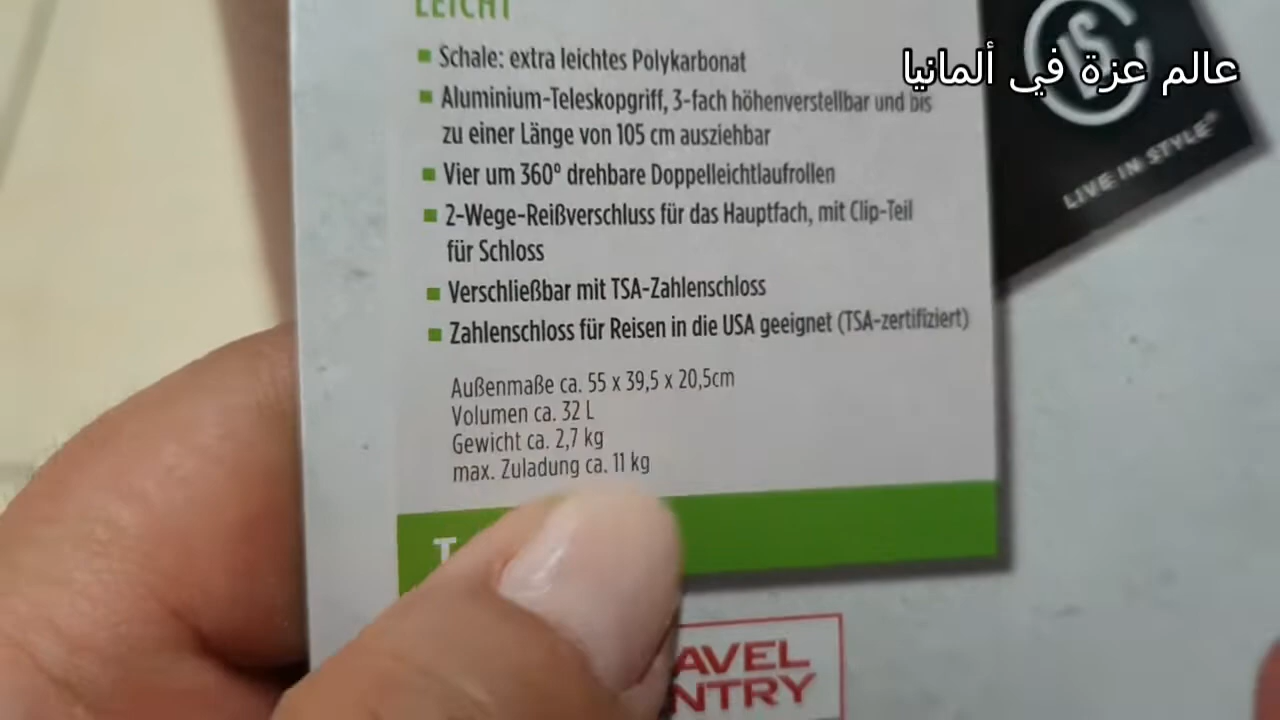 LEICHT
عالم عزة في ألمانيا
Schale: extra leichtes Polykarbonat
Aluminium-Teleskopgriff, 3-fach höhenverstellbar und bis
zu einer Länge von 105 cm ausziehbar
Vier um 360° drehbare Doppelleichtlaufrollen
2-Wege-Reißverschluss für das Hauptfach, mit Clip-Teil
für Schloss
Verschließbar mit TSA-Zahlenschloss
Zahlenschloss für Reisen in die USA geeignet (TSA-zertifiziert)
Außenmaße ca. 55 x 39,5 x 20,5cm
Volumen ca. 32 L
Gewicht ca. 2,7 kg
max. Zuladung ca. 11 kg
LS
LIVE IN STYLE®
AVEL
NTRY